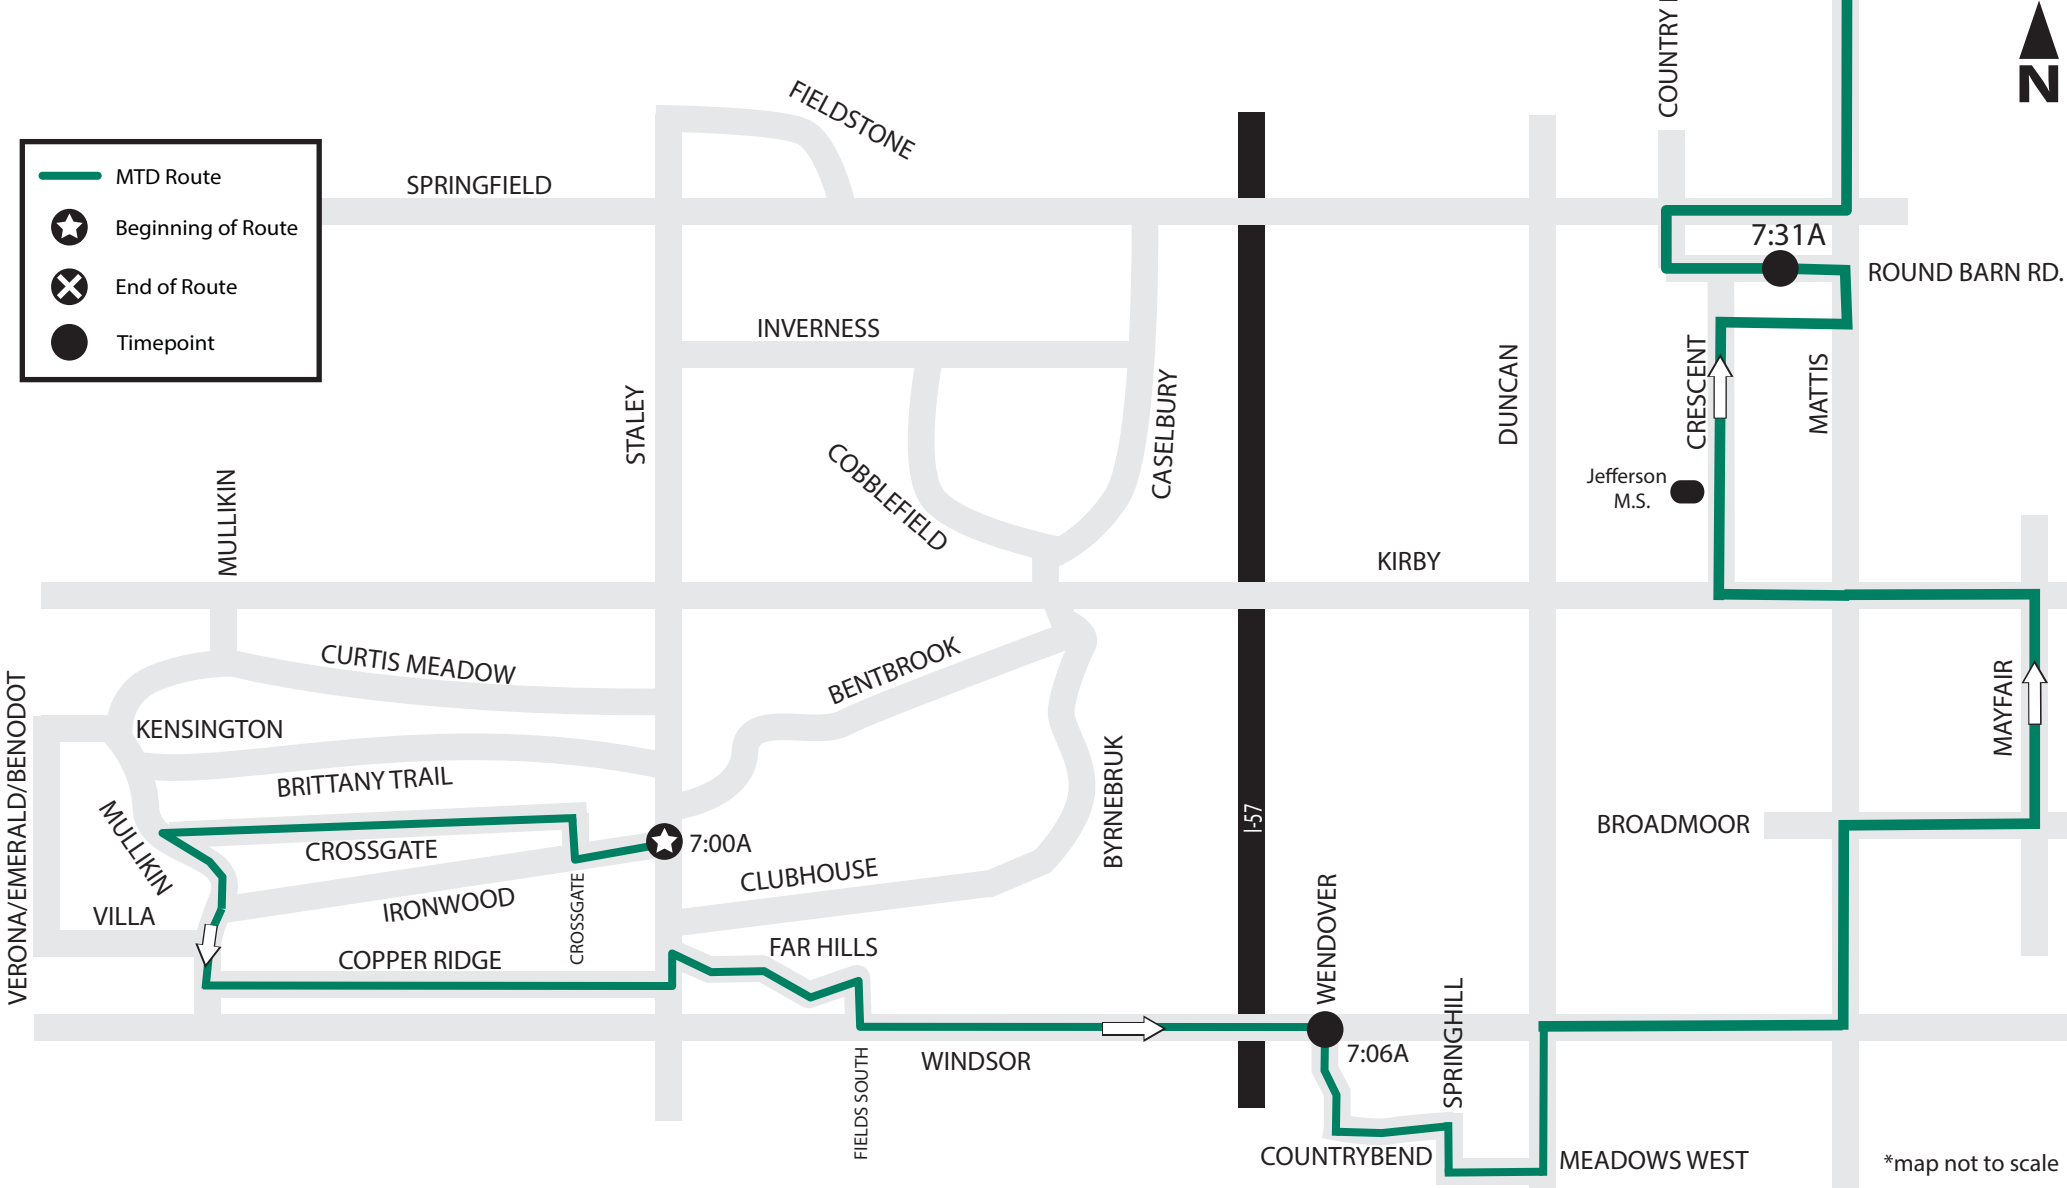 COUNTRY
N
FIELDSTONE
MTD Route
Beginning of Route
End of Route
Timepoint
SPRINGFIELD
7:31A
ROUND BARN RD.
INVERNESS
STALEY
CASELBURY
DUNCAN
CRESCENT
MATTIS
COBBLEFIELD
MULLIKIN
Jefferson
M.S.
KIRBY
CURTIS MEADOW
BENTBROOK
VERONA/EMERALD/BENODOT
KENSINGTON
BRITTANY TRAIL
MULLIKIN
CROSSGATE
7:00A
BYRNEBRUK
I-57
MAYFAIR
BROADMOOR
CLUBHOUSE
IRONWOOD
CROSSGATE
VILLA
COPPER RIDGE
FAR HILLS
WENDOVER
SPRINGHILL
7:06A
WINDSOR
FIELDS SOUTH
COUNTRYBEND
MEADOWS WEST
*map not to scale